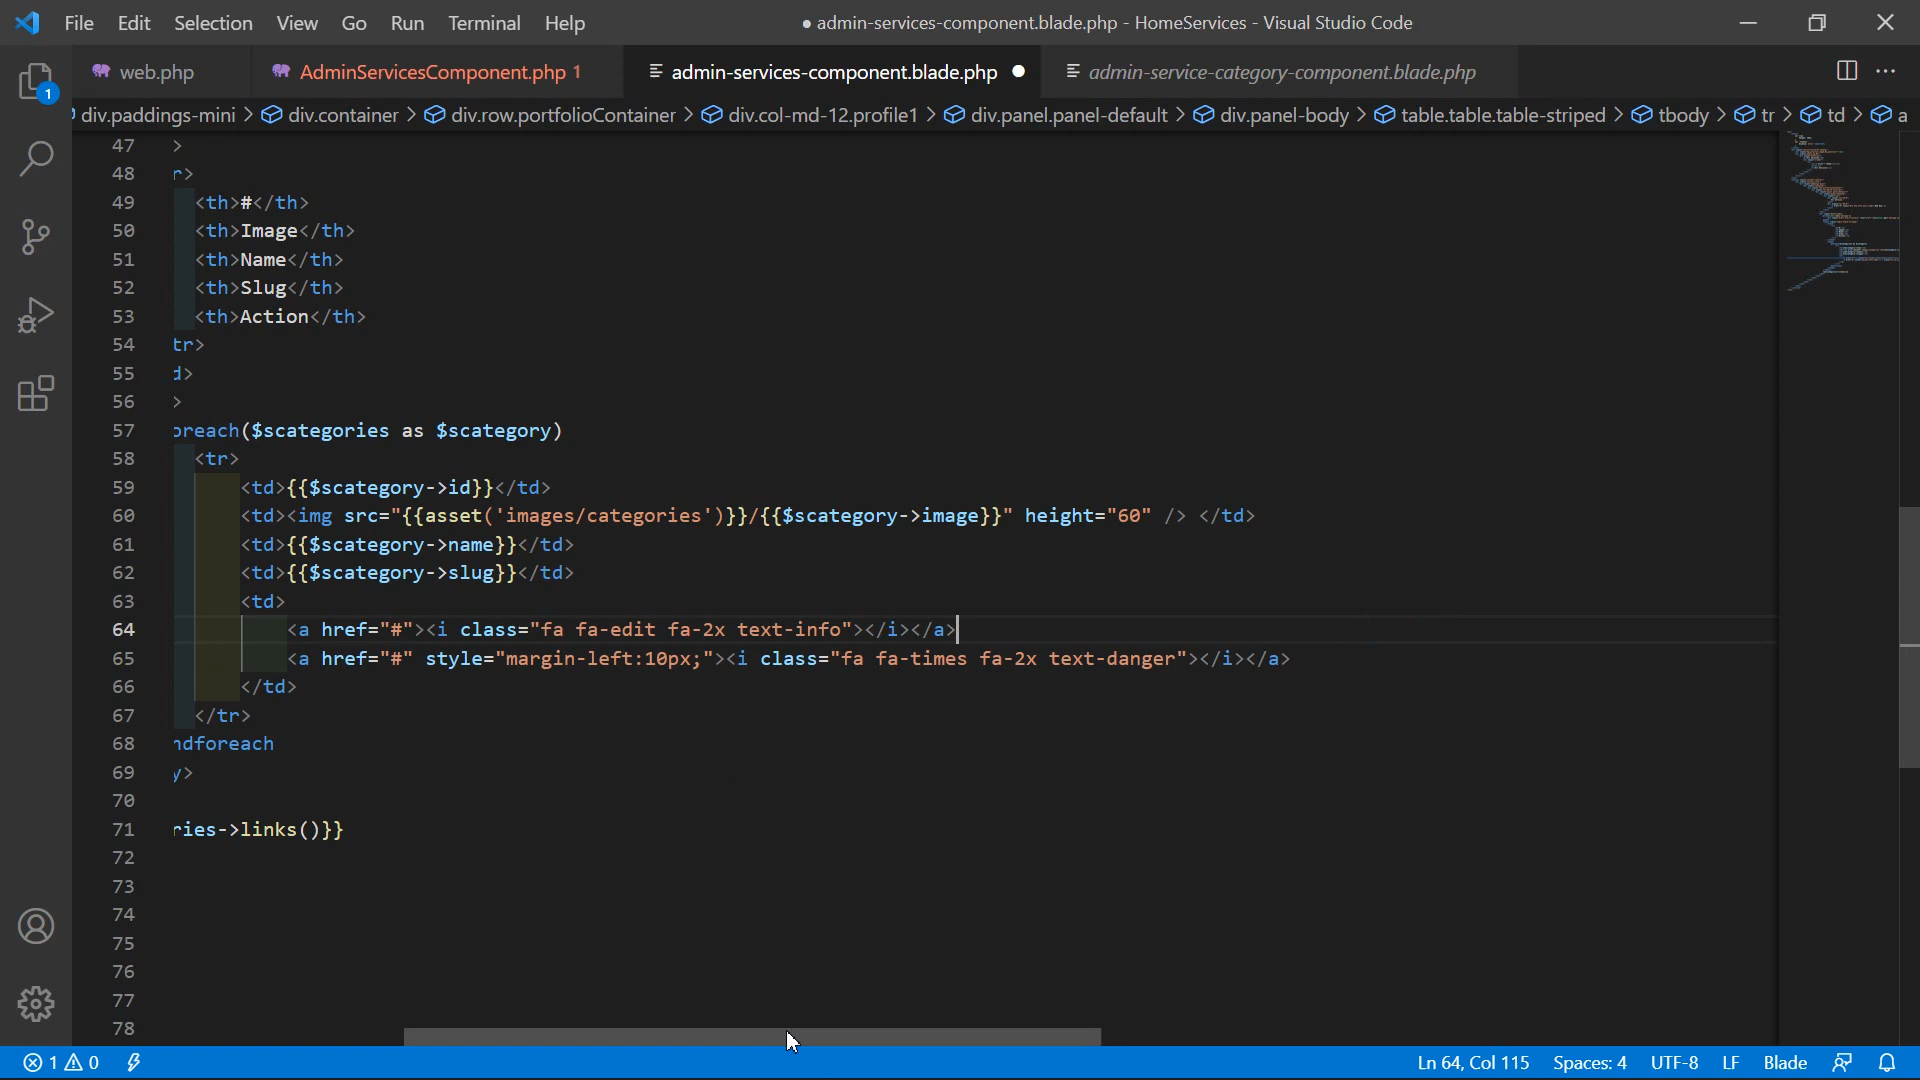 File Edit Selection View Go Run Terminal Help ● admin-services-component.blade.php - HomeServices - Visual Studio Code
web.php AdminServicesComponent.php 1 admin-services-component.blade.php ● admin-service-category-component.blade.php
1 div.paddings-mini > div.container > div.row.portfolioContainer > div.col-md-12.profile1 > div.panel.panel-default > div.panel-body > table.table.table-striped > tbody > tr > td > a
47 >
48 r>
49 <th>#</th>
50 <th>Image</th>
51 <th>Name</th>
52 <th>Slug</th>
53 <th>Action</th>
54 tr>
55 d>
56 >
57 oreach($scategories as $scategory)
58 <tr>
59 <td>{{$scategory->id}}</td>
60 <td><img src="{{asset('images/categories')}}/{{$scategory->image}}" height="60" /> </td>
61 <td>{{$scategory->name}}</td>
62 <td>{{$scategory->slug}}</td>
63 <td>
64 <a href="#"><i class="fa fa-edit fa-2x text-info"></i></a>
65 <a href="#" style="margin-left:10px;"><i class="fa fa-times fa-2x text-danger"></i></a>
66 </td>
67 </tr>
68 ndforeach
69 y>
70
71 ries->links()}}
72
73
74
75
76
77
78
1 0 Ln 64, Col 115 Spaces: 4 UTF-8 LF Blade